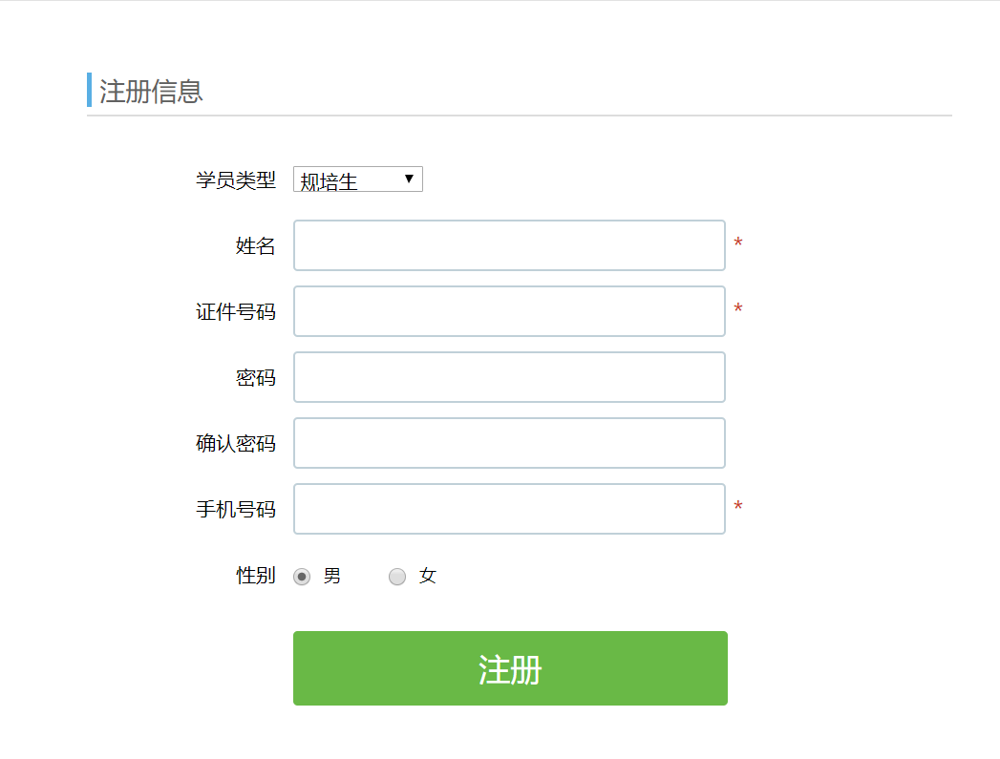 注册信息
学员类型 规培生
姓名 *
证件号码 *
密码
确认密码
手机号码 *
性别 男 女
注册